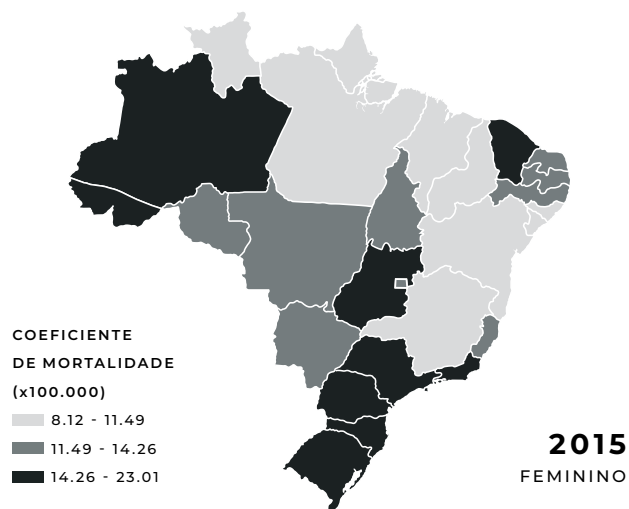 COEFICIENTE
DE MORTALIDADE
(x100.000)
8.12 - 11.49
11.49 - 14.26
14.26 - 23.01
2015
FEMININO